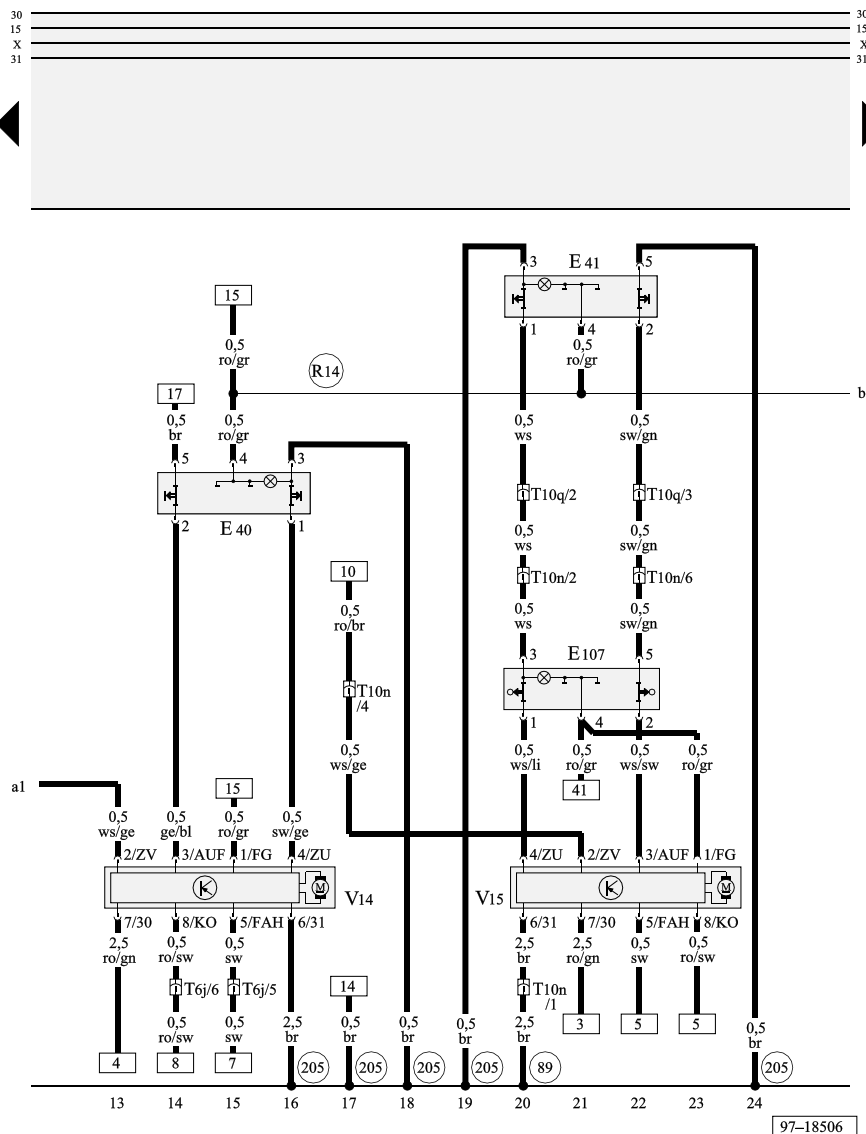 30 30
15 15
X X
31 31
3 E 41 5
15
1 4 2
0,5 0,5
ro/gr ro/gr
R14
17 b
0,5 0,5 0,5 0,5
br ro/gr ws sw/gn
5 4 3
T10q/2 T10q/3
2 E 40 1
0,5 0,5
ws sw/gn
10 T10n/2 T10n/6
0,5 0,5 0,5
ro/br ws sw/gn
3 E107 5
T10n
/4
1 4 2
0,5 0,5 0,5 0,5 0,5
ws/ge ws/li ro/gr ws/sw ro/gr
a1 15 41
0,5 0,5 0,5 0,5
ws/ge ge/bl ro/gr sw/ge
2/ZV 3/AUF 1/FG 4/ZU 4/ZU 2/ZV 3/AUF 1/FG
M V14 V15 M
7/30 8/KO 5/FAH 6/31 6/31 7/30 5/FAH 8/KO
2,5 0,5 0,5 2,5 2,5 0,5 0,5
ro/gn ro/sw sw br ro/gn sw ro/sw
T6j/6 T6j/5 14 T10n
/1
3 5 5
0,5 0,5 2,5 0,5 0,5 0,5 2,5 0,5
ro/sw sw br br br br br br
4 8 7 205 205 205 205 89 205
13 14 15 16 17 18 19 20 21 22 23 24
97–18506